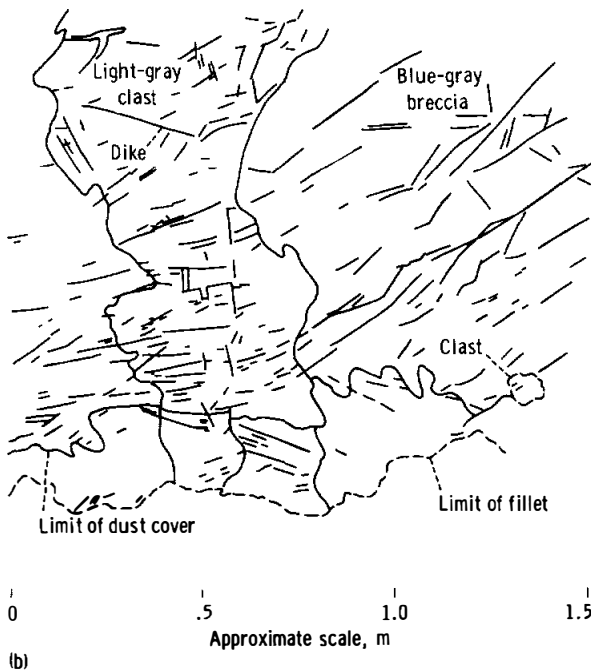 Light-gray
clast
Dike
Blue-gray
breccia
Clast
Limit of dust cover
Limit of fillet
0 .5 1.0 1.5
Approximate scale, m
(b)